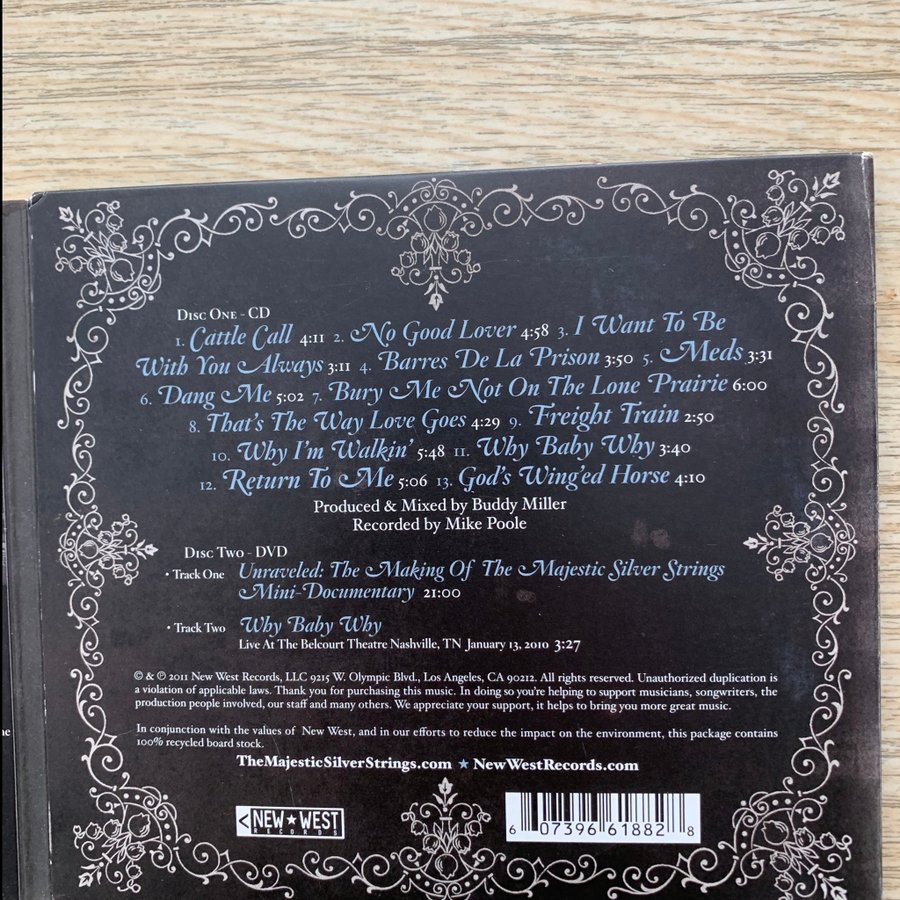 Disc One - CD
1. Cattle Call 4:11 2. No Good Lover 4:58 3. I Want To Be
With You Always 3:11 4. Barres De La Prison 3:50 5. Meds 3:31
6. Dang Me 5:02 7. Bury Me Not On The Lone Prairie 6:00
8. That's The Way Love Goes 4:29 9. Freight Train 2:50
10. Why I'm Walkin' 5:48 11. Why Baby Why 3:40
12. Return To Me 5:06 13. God's Wing'ed Horse 4:10
Produced & Mixed by Buddy Miller
Recorded by Mike Poole
Disc Two - DVD
• Track One Unraveled: The Making Of The Majestic Silver Strings
Mini-Documentary 21:00
• Track Two Why Baby Why
Live At The Belcourt Theatre Nashville, TN January 13, 2010 3:27
© & ℗ 2011 New West Records, LLC 9215 W. Olympic Blvd., Los Angeles, CA 90212. All rights reserved. Unauthorized duplication is
a violation of applicable laws. Thank you for purchasing this music. In doing so you're helping to support musicians, songwriters, the
production people involved, our staff and many others. We appreciate your support, it helps to bring you more great music.
In conjunction with the values of New West, and in our efforts to reduce the impact on the environment, this package contains
100% recycled board stock.
TheMajesticSilverStrings.com ★ NewWestRecords.com
NEW★WEST
RECORDS
6 07396 61882 8